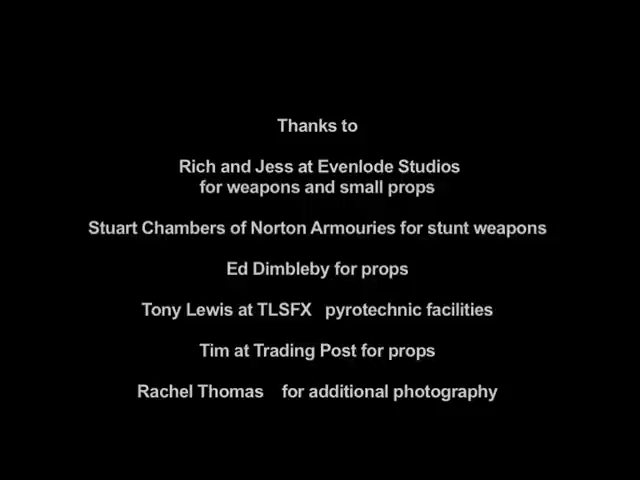 Thanks to
Rich and Jess at Evenlode Studios
for weapons and small props
Stuart Chambers of Norton Armouries for stunt weapons
Ed Dimbleby for props
Tony Lewis at TLSFX   pyrotechnic facilities
Tim at Trading Post for props
Rachel Thomas    for additional photography